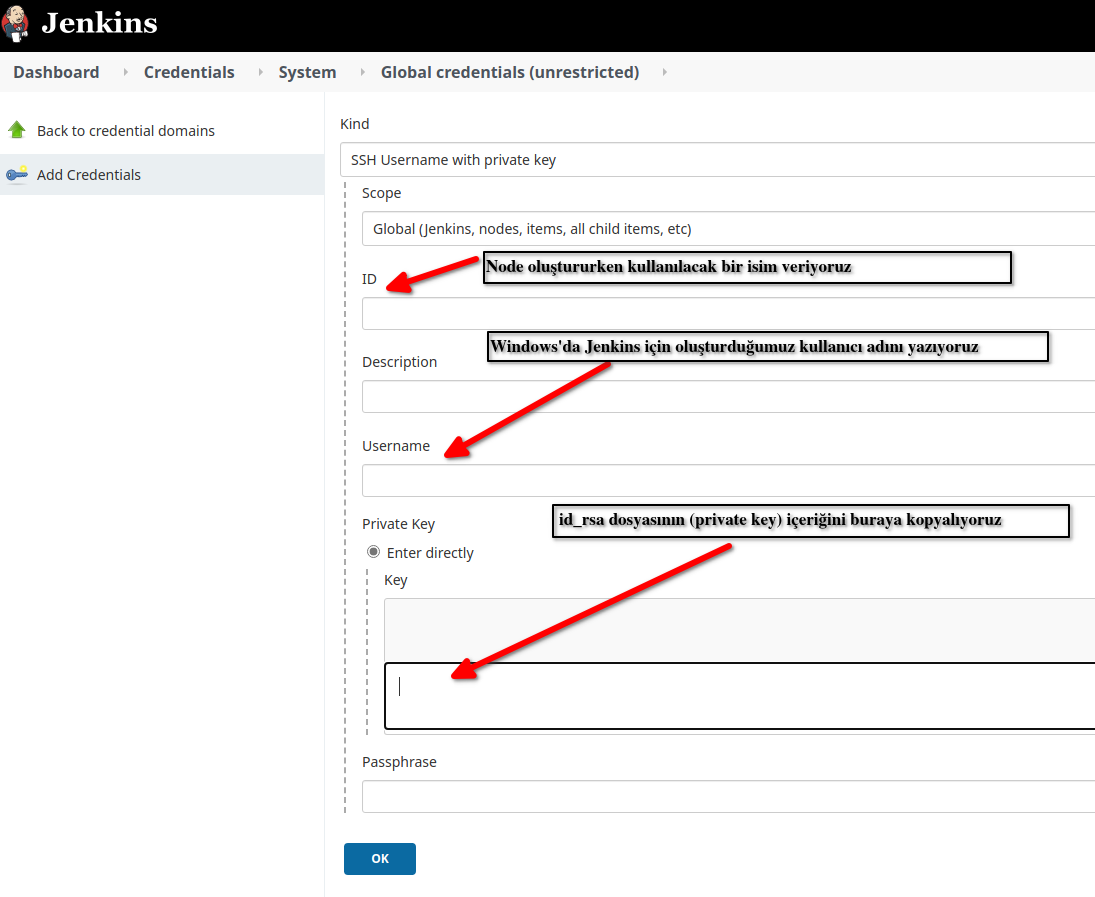 Jenkins
Dashboard Credentials System Global credentials (unrestricted)
Back to credential domains
Add Credentials
Kind
SSH Username with private key
Scope
Global (Jenkins, nodes, items, all child items, etc)
Node oluştururken kullanılacak bir isim veriyoruz
ID
Windows'da Jenkins için oluşturduğumuz kullanıcı adını yazıyoruz
Description
Username
id_rsa dosyasının (private key) içeriğini buraya kopyalıyoruz
Private Key
Enter directly
Key
Passphrase
OK